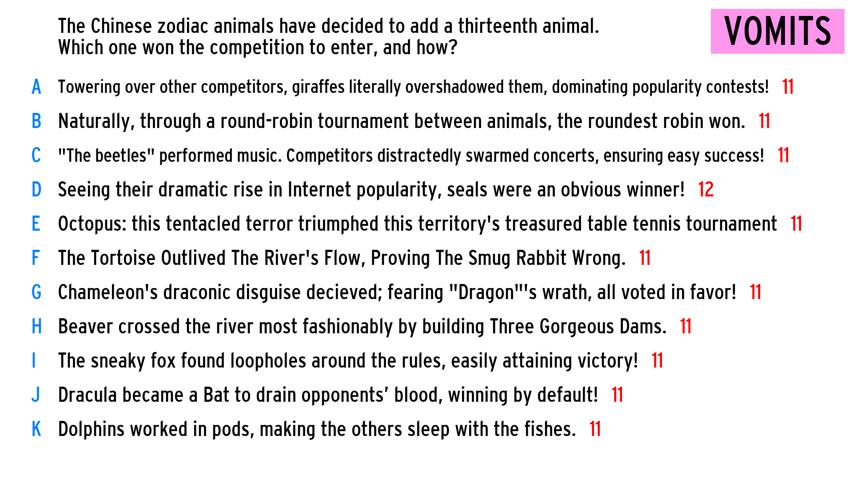 The Chinese zodiac animals have decided to add a thirteenth animal.
Which one won the competition to enter, and how?
VOMITS
A Towering over other competitors, giraffes literally overshadowed them, dominating popularity contests! 11
B Naturally, through a round-robin tournament between animals, the roundest robin won. 11
C "The beetles" performed music. Competitors distractedly swarmed concerts, ensuring easy success! 11
D Seeing their dramatic rise in Internet popularity, seals were an obvious winner! 12
E Octopus: this tentacled terror triumphed this territory's treasured table tennis tournament 11
F The Tortoise Outlived The River's Flow, Proving The Smug Rabbit Wrong. 11
G Chameleon's draconic disguise decieved; fearing "Dragon"'s wrath, all voted in favor! 11
H Beaver crossed the river most fashionably by building Three Gorgeous Dams. 11
I The sneaky fox found loopholes around the rules, easily attaining victory! 11
J Dracula became a Bat to drain opponents’ blood, winning by default! 11
K Dolphins worked in pods, making the others sleep with the fishes. 11